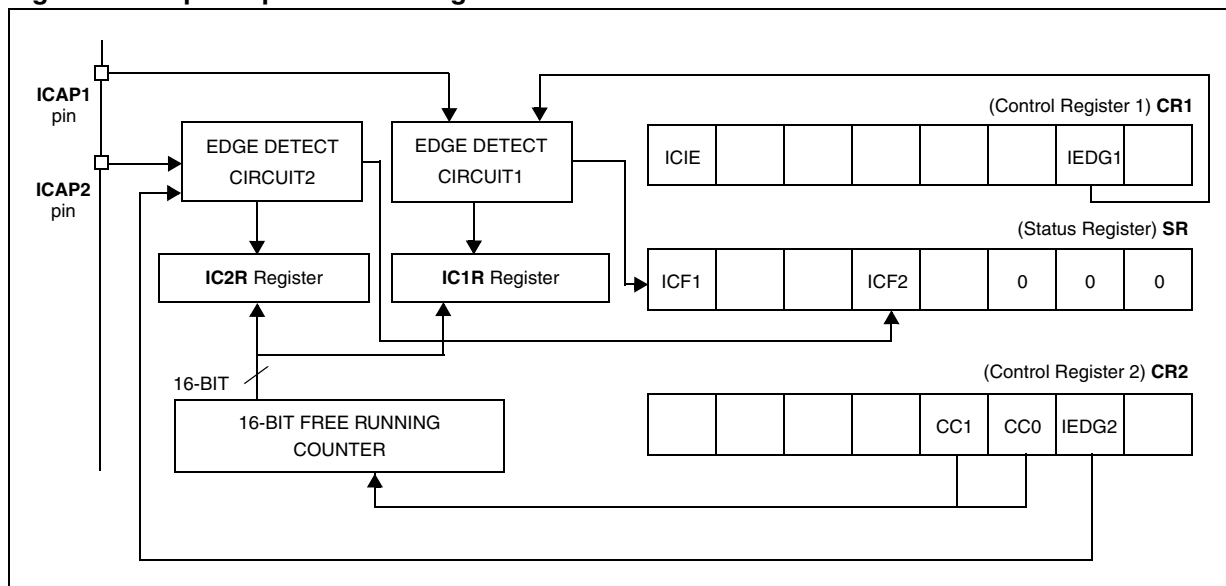 ICAP1
pin
ICAP2
pin
EDGE DETECT
CIRCUIT2
EDGE DETECT
CIRCUIT1
IC2R Register
IC1R Register
16-BIT
16-BIT FREE RUNNING
COUNTER
(Control Register 1) CR1
ICIE IEDG1
(Status Register) SR
ICF1 ICF2 0 0 0
(Control Register 2) CR2
CC1 CC0 IEDG2